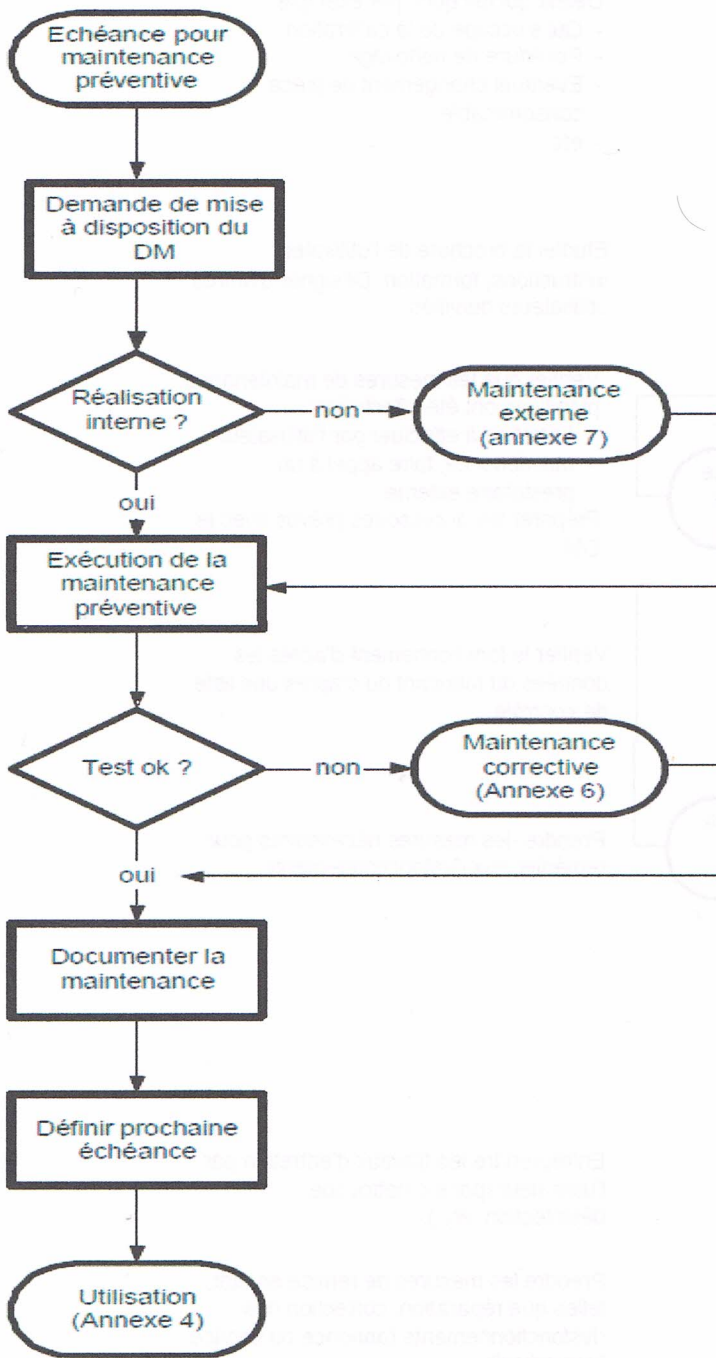 Echéance pour
maintenance
préventive
Demande de mise
à disposition du
DM
Réalisation
interne ?
non
Maintenance
externe
(annexe 7)
oui
Exécution de la
maintenance
préventive
Test ok ?
non
Maintenance
corrective
(Annexe 6)
oui
Documenter la
maintenance
Définir prochaine
échéance
Utilisation
(Annexe 4)